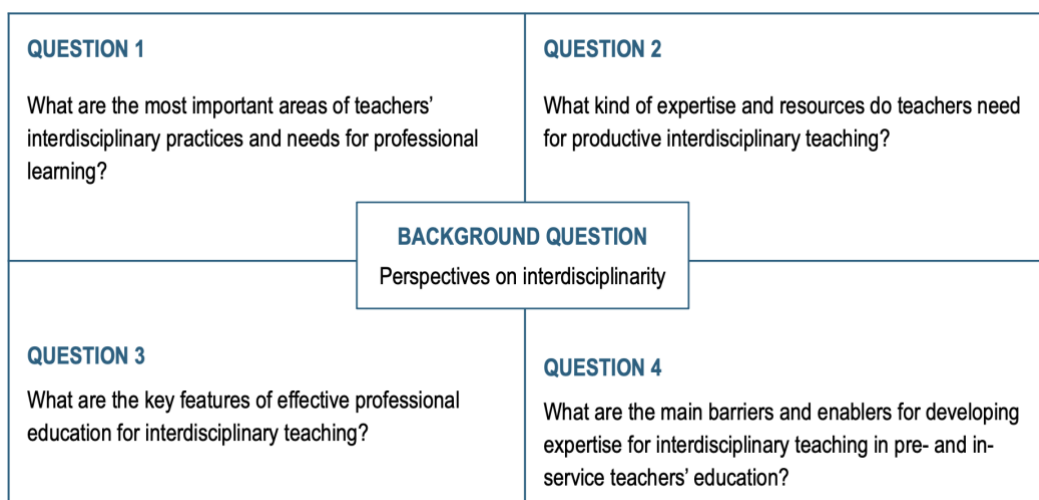 QUESTION 1
What are the most important areas of teachers'
interdisciplinary practices and needs for professional
learning?
QUESTION 2
What kind of expertise and resources do teachers need
for productive interdisciplinary teaching?
BACKGROUND QUESTION
Perspectives on interdisciplinarity
QUESTION 3
What are the key features of effective professional
education for interdisciplinary teaching?
QUESTION 4
What are the main barriers and enablers for developing
expertise for interdisciplinary teaching in pre- and in-
service teachers' education?